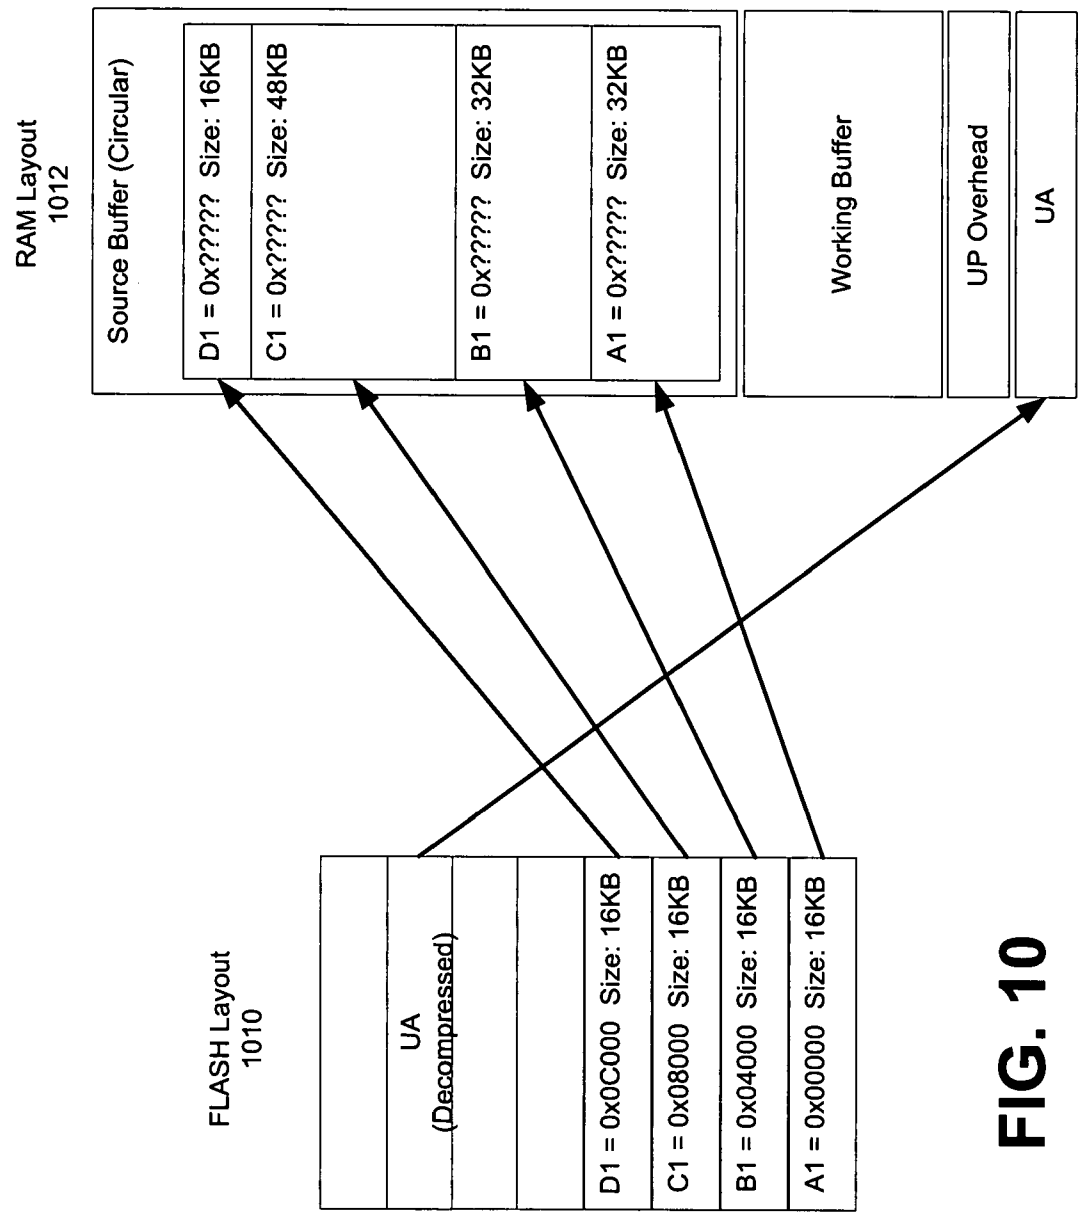 RAM Layout
1012
Source Buffer (Circular)
D1 = 0x????? Size: 16KB
C1 = 0x????? Size: 48KB
B1 = 0x????? Size: 32KB
A1 = 0x????? Size: 32KB
Working Buffer
UP Overhead
UA
FLASH Layout
1010
UA
(Decompressed)
D1 = 0x0C000 Size: 16KB
C1 = 0x08000 Size: 16KB
B1 = 0x04000 Size: 16KB
A1 = 0x00000 Size: 16KB
FIG. 10